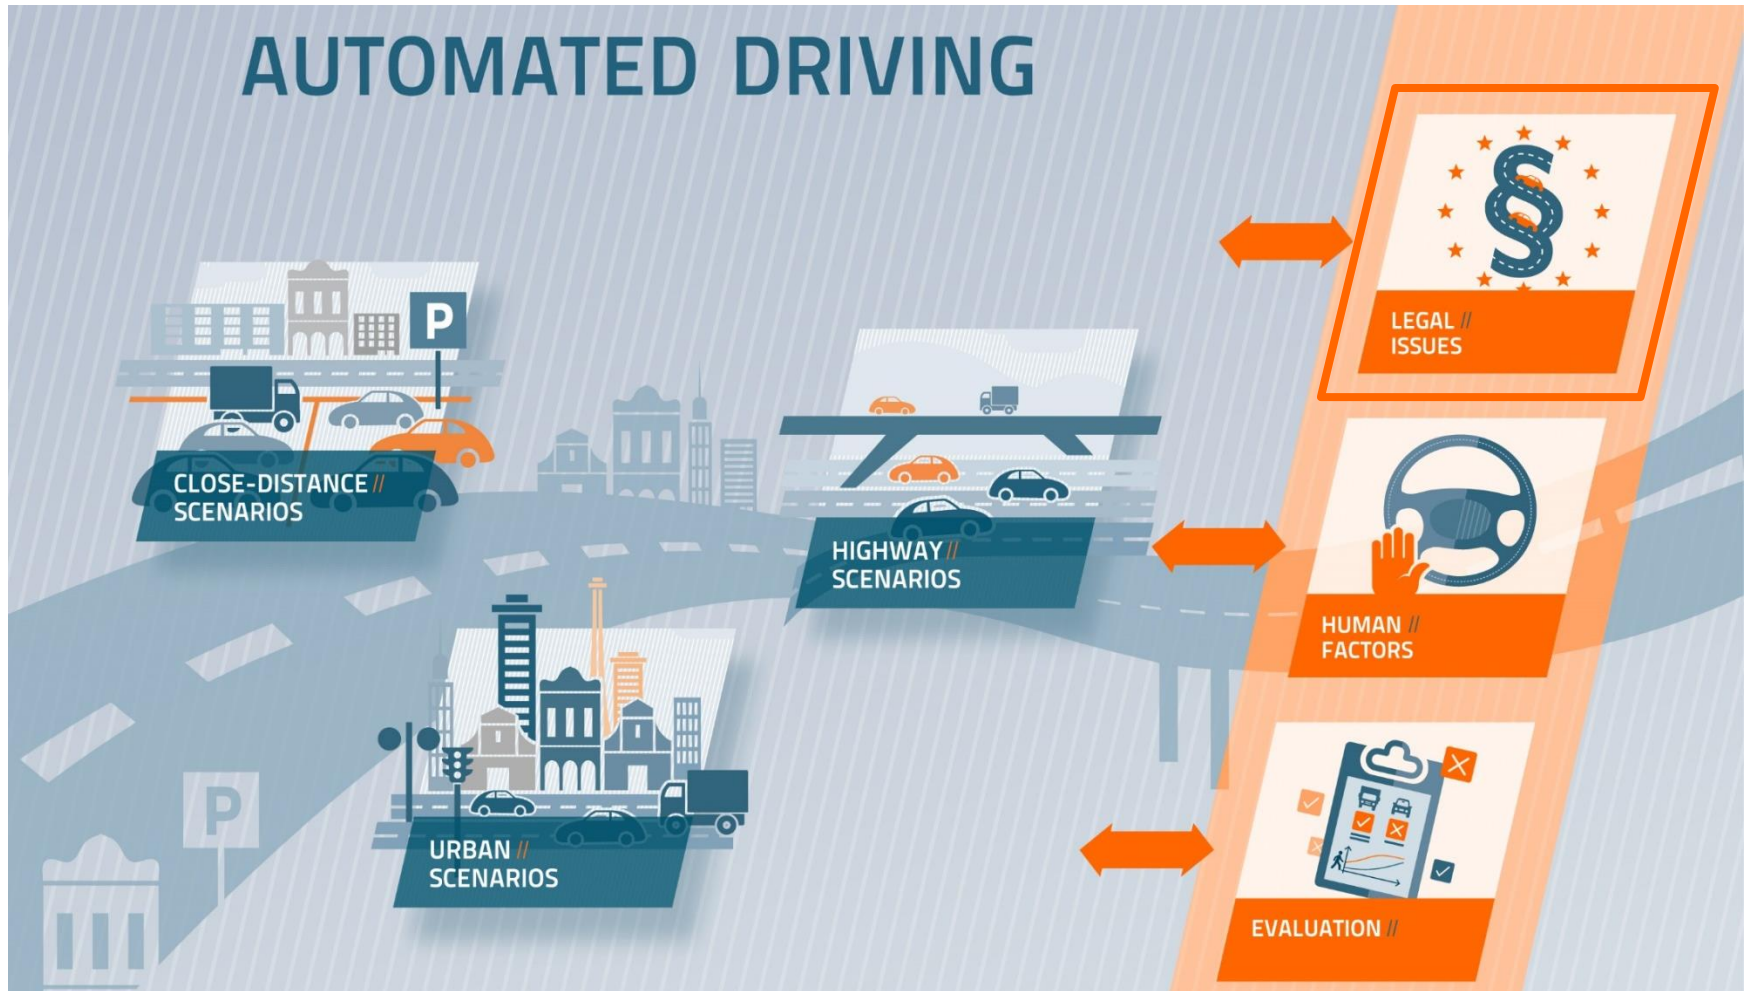 AUTOMATED DRIVING
P
CLOSE-DISTANCE //
SCENARIOS
HIGHWAY //
SCENARIOS
URBAN //
SCENARIOS
P
§
LEGAL //
ISSUES
HUMAN //
FACTORS
EVALUATION //